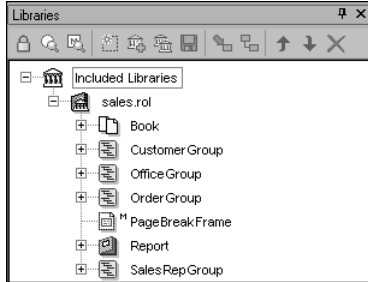 Libraries
Included Libraries
sales.rol
Book
CustomerGroup
OfficeGroup
OrderGroup
M PageBreakFrame
Report
SalesRepGroup